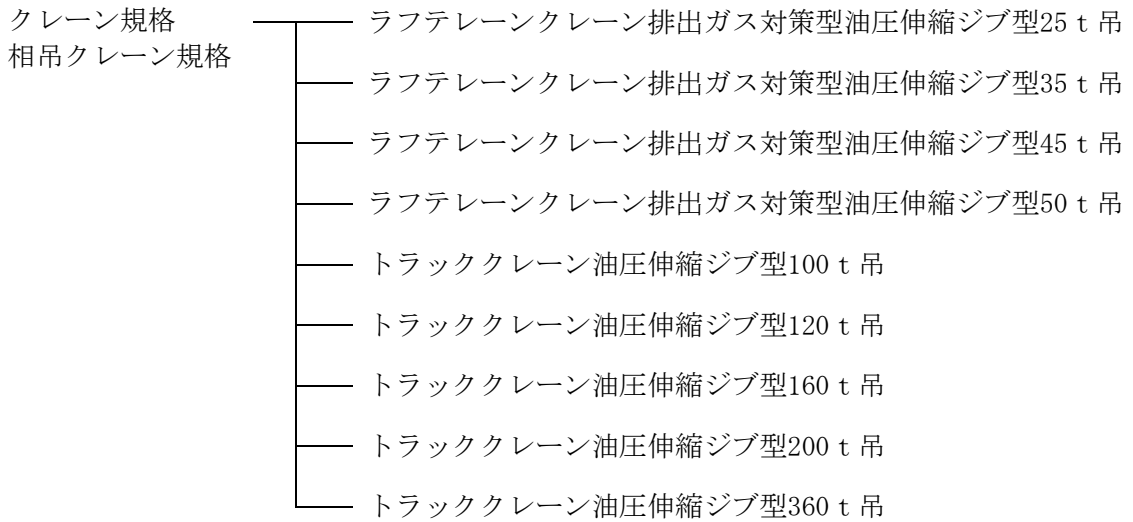 クレーン規格
相吊クレーン規格
ラフテレーンクレーン排出ガス対策型油圧伸縮ジブ型25ｔ吊
ラフテレーンクレーン排出ガス対策型油圧伸縮ジブ型35ｔ吊
ラフテレーンクレーン排出ガス対策型油圧伸縮ジブ型45ｔ吊
ラフテレーンクレーン排出ガス対策型油圧伸縮ジブ型50ｔ吊
トラッククレーン油圧伸縮ジブ型100ｔ吊
トラッククレーン油圧伸縮ジブ型120ｔ吊
トラッククレーン油圧伸縮ジブ型160ｔ吊
トラッククレーン油圧伸縮ジブ型200ｔ吊
トラッククレーン油圧伸縮ジブ型360ｔ吊